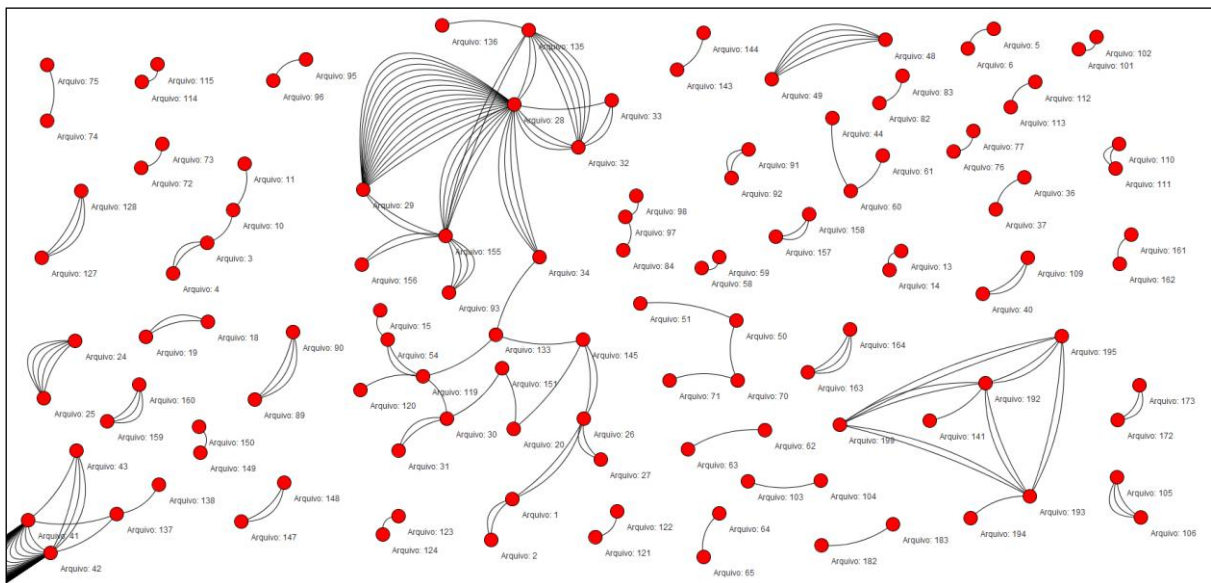 Arquivo: 136
Arquivo: 135
Arquivo: 144
Arquivo: 48
Arquivo: 5
Arquivo: 6
Arquivo: 102
Arquivo: 101
Arquivo: 75
Arquivo: 115
Arquivo: 114
Arquivo: 95
Arquivo: 96
Arquivo: 143
Arquivo: 49
Arquivo: 83
Arquivo: 82
Arquivo: 112
Arquivo: 113
Arquivo: 74
Arquivo: 28
Arquivo: 33
Arquivo: 44
Arquivo: 77
Arquivo: 76
Arquivo: 73
Arquivo: 72
Arquivo: 11
Arquivo: 32
Arquivo: 91
Arquivo: 92
Arquivo: 61
Arquivo: 60
Arquivo: 110
Arquivo: 111
Arquivo: 128
Arquivo: 10
Arquivo: 29
Arquivo: 98
Arquivo: 97
Arquivo: 36
Arquivo: 37
Arquivo: 127
Arquivo: 3
Arquivo: 4
Arquivo: 155
Arquivo: 156
Arquivo: 34
Arquivo: 84
Arquivo: 59
Arquivo: 58
Arquivo: 158
Arquivo: 157
Arquivo: 13
Arquivo: 14
Arquivo: 109
Arquivo: 40
Arquivo: 161
Arquivo: 162
Arquivo: 93
Arquivo: 15
Arquivo: 51
Arquivo: 50
Arquivo: 24
Arquivo: 18
Arquivo: 19
Arquivo: 90
Arquivo: 54
Arquivo: 133
Arquivo: 145
Arquivo: 164
Arquivo: 195
Arquivo: 25
Arquivo: 160
Arquivo: 89
Arquivo: 119
Arquivo: 120
Arquivo: 151
Arquivo: 71
Arquivo: 70
Arquivo: 163
Arquivo: 192
Arquivo: 173
Arquivo: 159
Arquivo: 150
Arquivo: 149
Arquivo: 30
Arquivo: 31
Arquivo: 20
Arquivo: 26
Arquivo: 27
Arquivo: 62
Arquivo: 63
Arquivo: 199
Arquivo: 141
Arquivo: 172
Arquivo: 43
Arquivo: 138
Arquivo: 137
Arquivo: 148
Arquivo: 147
Arquivo: 103
Arquivo: 104
Arquivo: 105
Arquivo: 106
Arquivo: 41
Arquivo: 42
Arquivo: 123
Arquivo: 124
Arquivo: 1
Arquivo: 2
Arquivo: 122
Arquivo: 121
Arquivo: 64
Arquivo: 65
Arquivo: 183
Arquivo: 182
Arquivo: 193
Arquivo: 194